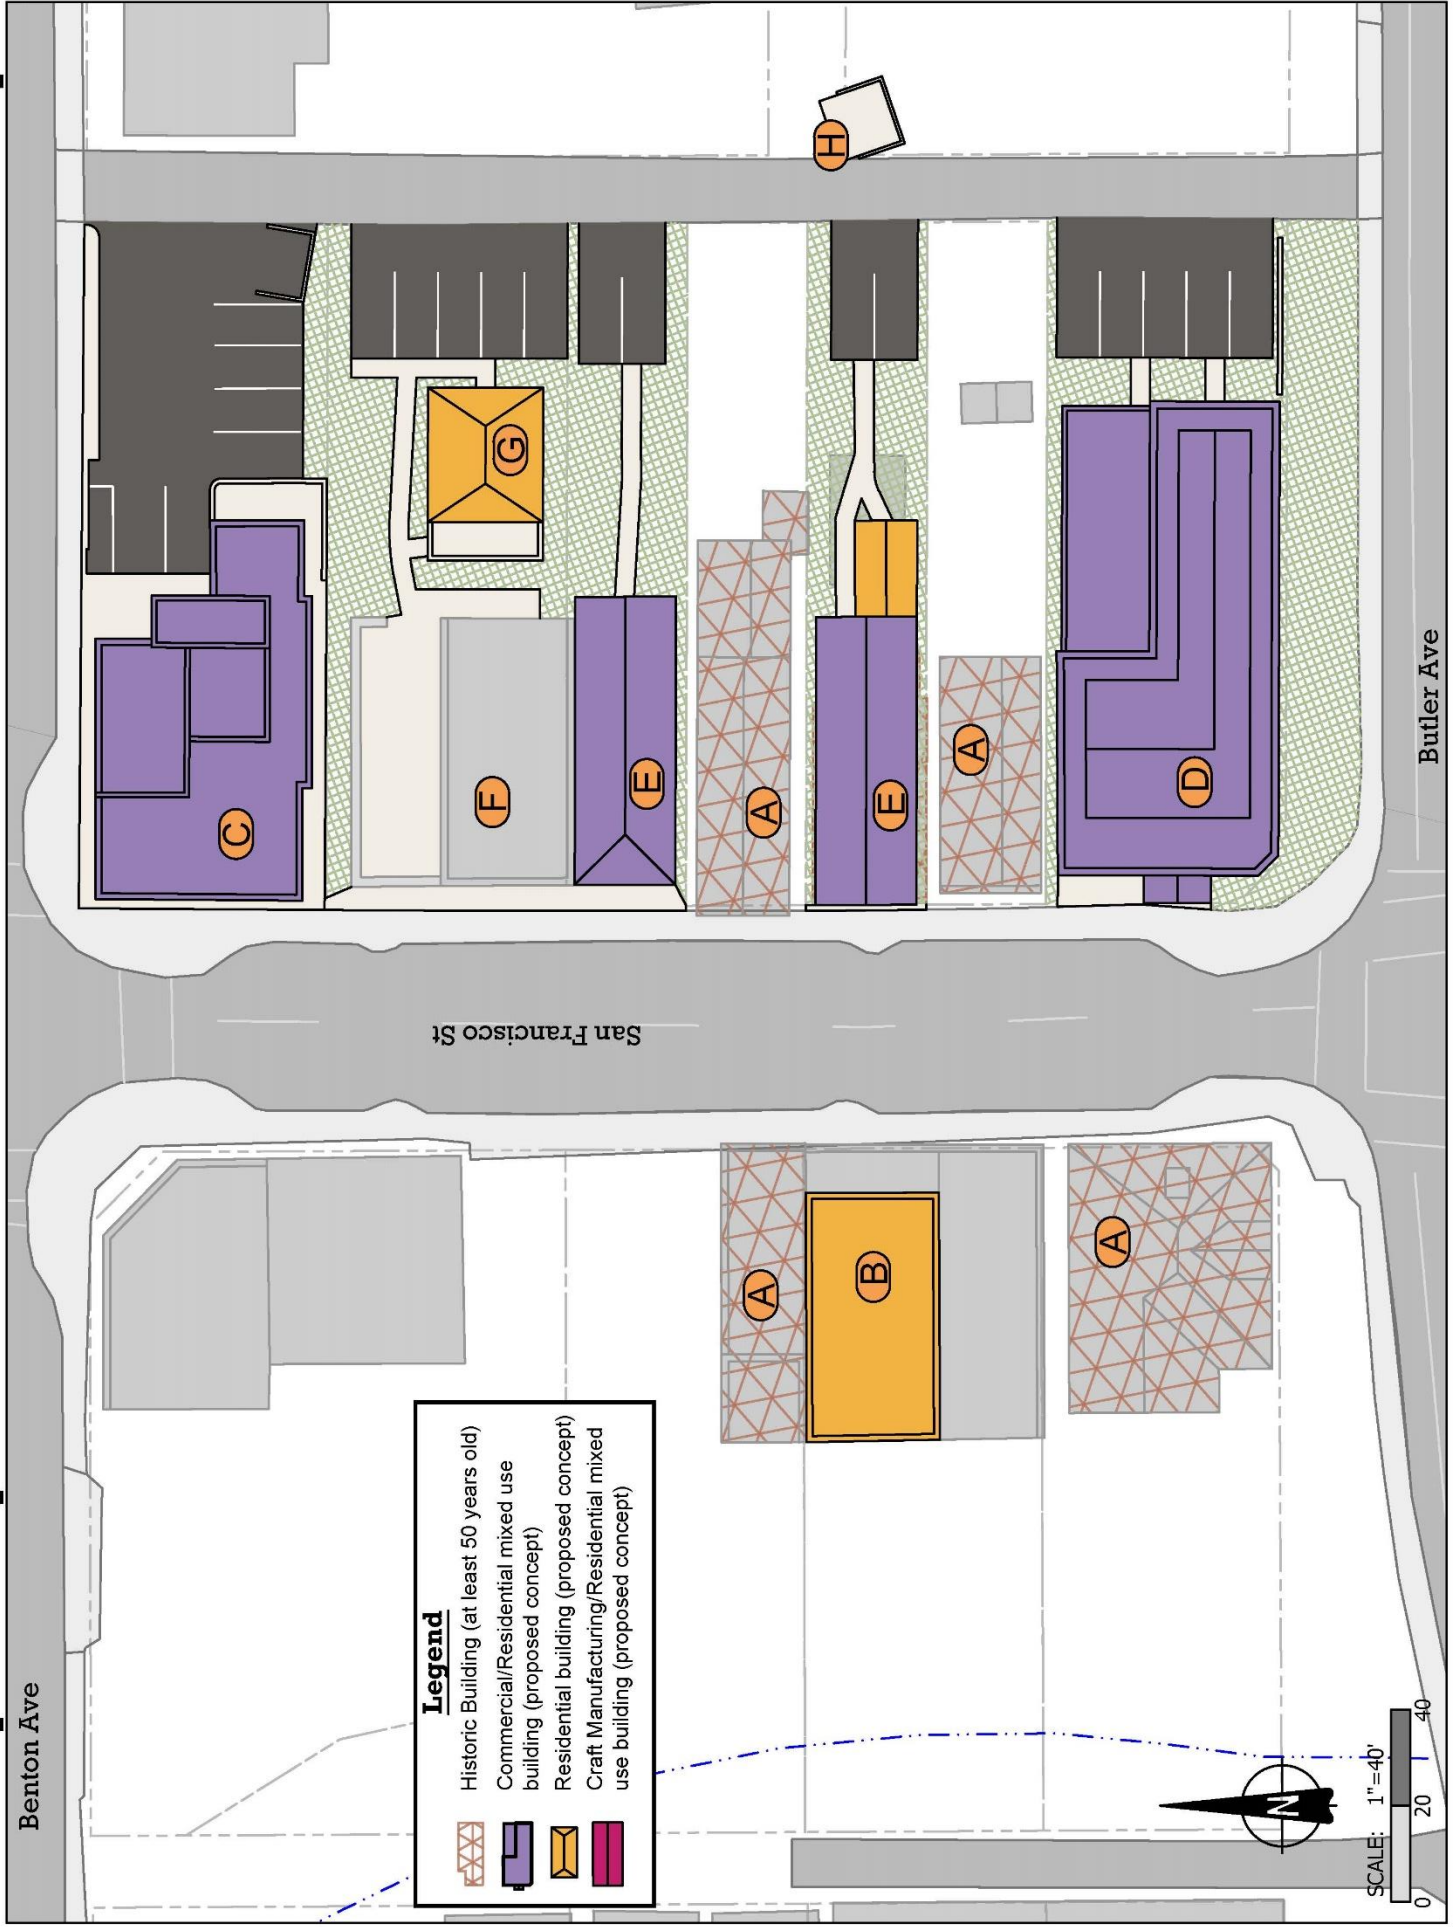 Benton Ave
San Francisco St
Butler Ave
C
G
F
E
A
E
A
D
H
A
B
A
Legend
Historic Building (at least 50 years old)
Commercial/Residential mixed use
building (proposed concept)
Residential building (proposed concept)
Craft Manufacturing/Residential mixed
use building (proposed concept)
N
SCALE: 1"=40'
0 20 40